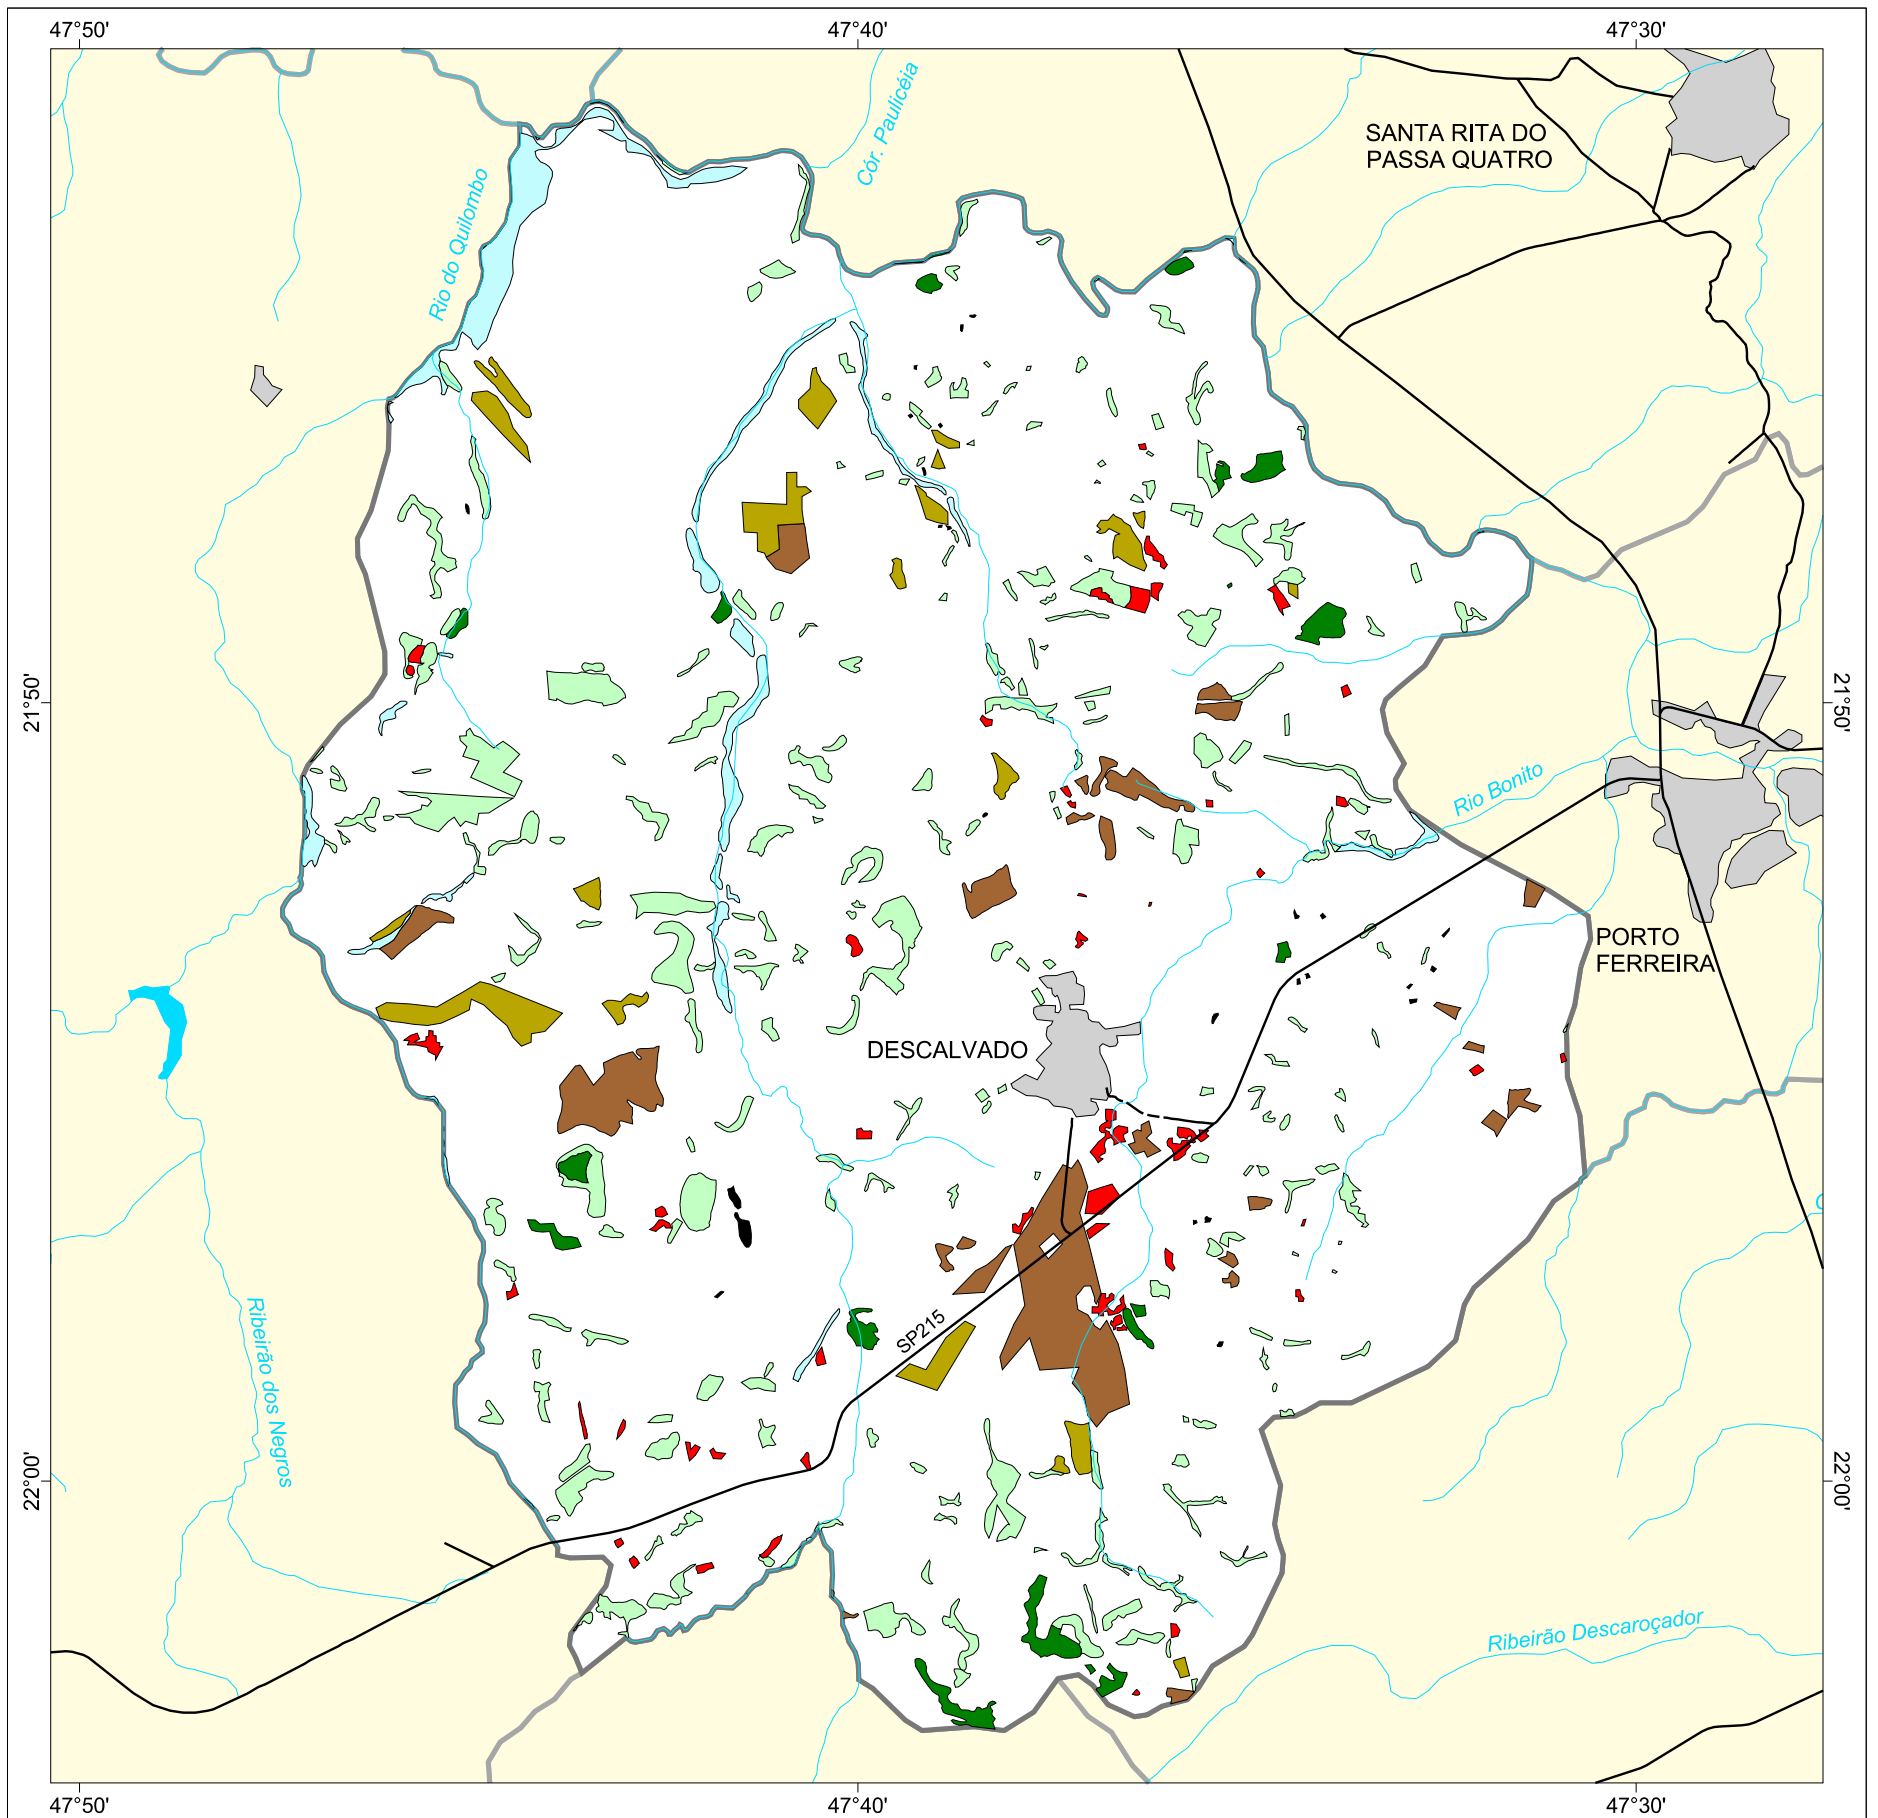 47°50'
47°40'
47°30'
Cór. Paulicéia
SANTA RITA DO
PASSA QUATRO
Rio do Quilombo
21°50'
21°50'
Rio Bonito
PORTO
FERREIRA
DESCALVADO
SP215
Ribeirão dos Negros
22°00'
22°00'
Ribeirão Descaroçador
47°50'
47°40'
47°30'